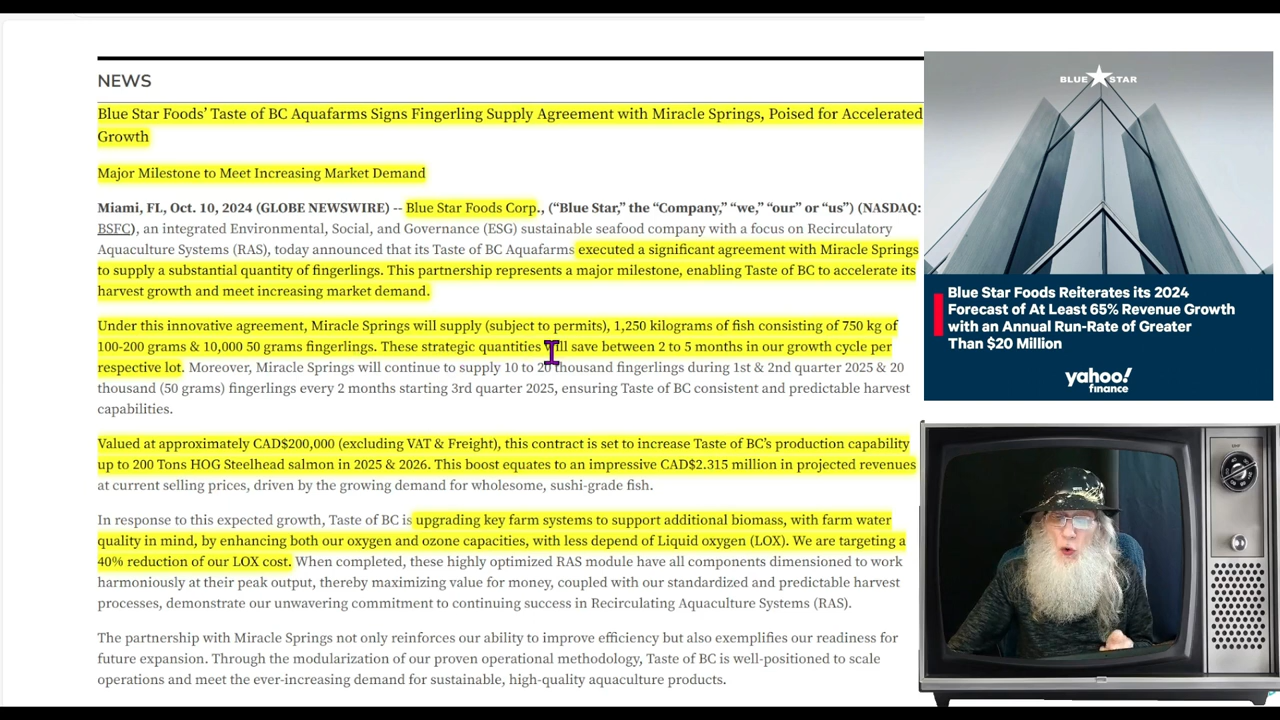 NEWS
Blue Star Foods’ Taste of BC Aquafarms Signs Fingerling Supply Agreement with Miracle Springs, Poised for Accelerated
Growth
Major Milestone to Meet Increasing Market Demand
Miami, FL, Oct. 10, 2024 (GLOBE NEWSWIRE) -- Blue Star Foods Corp., (“Blue Star,” the “Company,” “we,” “our” or “us”) (NASDAQ:
BSFC), an integrated Environmental, Social, and Governance (ESG) sustainable seafood company with a focus on Recirculatory
Aquaculture Systems (RAS), today announced that its Taste of BC Aquafarms executed a significant agreement with Miracle Springs
to supply a substantial quantity of fingerlings. This partnership represents a major milestone, enabling Taste of BC to accelerate its
harvest growth and meet increasing market demand.
Under this innovative agreement, Miracle Springs will supply (subject to permits), 1,250 kilograms of fish consisting of 750 kg of
100-200 grams & 10,000 50 grams fingerlings. These strategic quantities will save between 2 to 5 months in our growth cycle per
respective lot. Moreover, Miracle Springs will continue to supply 10 to 20 thousand fingerlings during 1st & 2nd quarter 2025 & 20
thousand (50 grams) fingerlings every 2 months starting 3rd quarter 2025, ensuring Taste of BC consistent and predictable harvest
capabilities.
Valued at approximately CAD$200,000 (excluding VAT & Freight), this contract is set to increase Taste of BC’s production capability
up to 200 Tons HOG Steelhead salmon in 2025 & 2026. This boost equates to an impressive CAD$2.315 million in projected revenues
at current selling prices, driven by the growing demand for wholesome, sushi-grade fish.
In response to this expected growth, Taste of BC is upgrading key farm systems to support additional biomass, with farm water
quality in mind, by enhancing both our oxygen and ozone capacities, with less depend of Liquid oxygen (LOX). We are targeting a
40% reduction of our LOX cost. When completed, these highly optimized RAS module have all components dimensioned to work
harmoniously at their peak output, thereby maximizing value for money, coupled with our standardized and predictable harvest
processes, demonstrate our unwavering commitment to continuing success in Recirculating Aquaculture Systems (RAS).
The partnership with Miracle Springs not only reinforces our ability to improve efficiency but also exemplifies our readiness for
future expansion. Through the modularization of our proven operational methodology, Taste of BC is well-positioned to scale
operations and meet the ever-increasing demand for sustainable, high-quality aquaculture products.
BLUE STAR
Blue Star Foods Reiterates its 2024
Forecast of At Least 65% Revenue Growth
with an Annual Run-Rate of Greater
Than $20 Million
yahoo!
finance